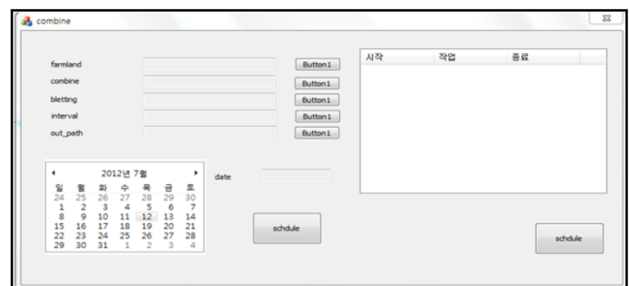 combine
farmland Button1
combine Button1
bletting Button1
interval Button1
out_path Button1
시작 작업 종료
2012년 7월
일 월 화 수 목 금 토
24 25 26 27 28 29 30
1 2 3 4 5 6 7
8 9 10 11 12 13 14
15 16 17 18 19 20 21
22 23 24 25 26 27 28
29 30 31 1 2 3 4
date
schdule
schdule